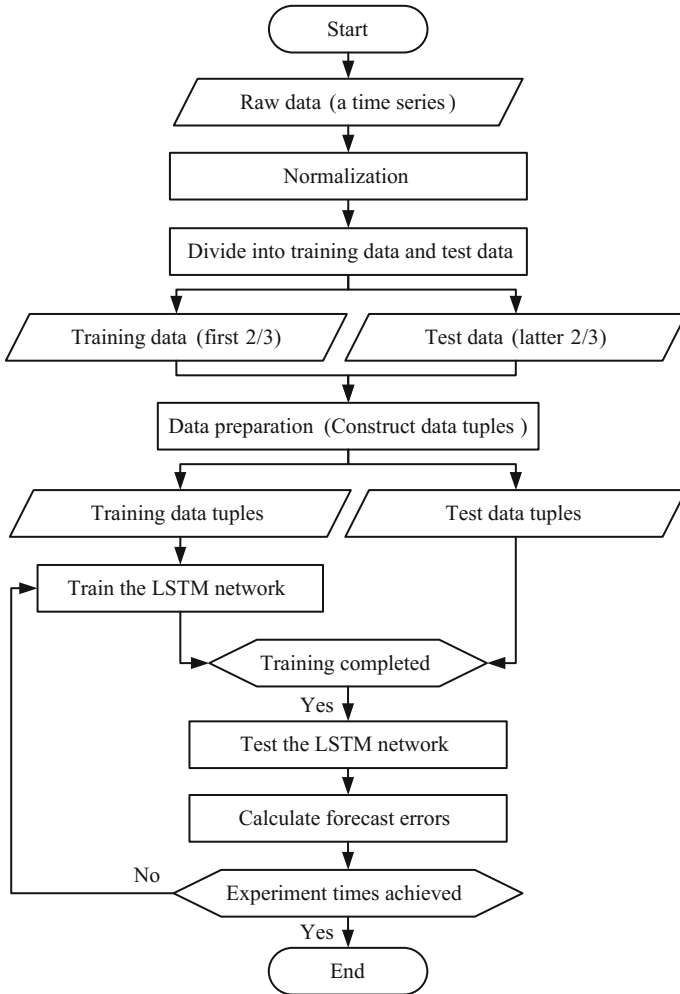 Start
Raw data (a time series )
Normalization
Divide into training data and test data
Training data (first 2/3)
Test data (latter 2/3)
Data preparation (Construct data tuples )
Training data tuples
Test data tuples
Train the LSTM network
Training completed
Yes
Test the LSTM network
Calculate forecast errors
No
Experiment times achieved
Yes
End